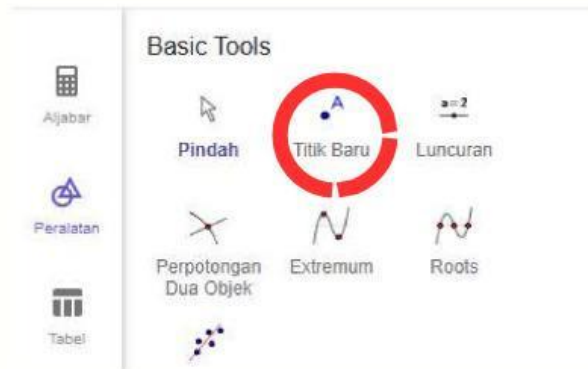 Basic Tools
Aljabar
A
a=2
Pindah
Titik Baru
Luncuran
Peralatan
Perpotongan
Dua Objek
Extremum
Roots
Tabel